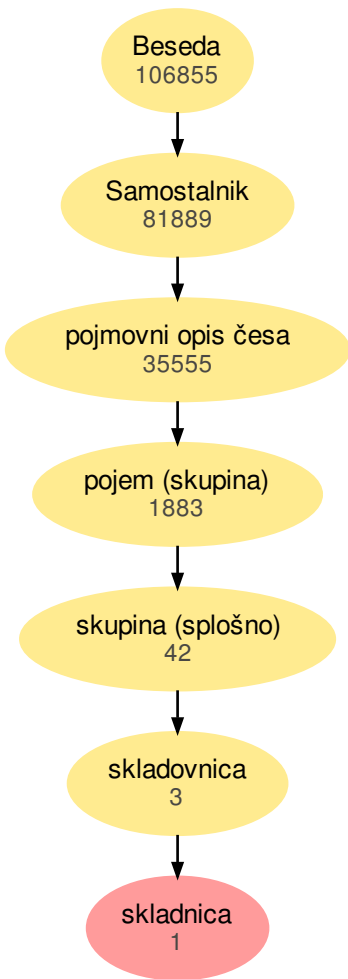 Beseda
106855
Samostalnik
81889
pojmovni opis česa
35555
pojem (skupina)
1883
skupina (splošno)
42
skladovnica
3
skladnica
1